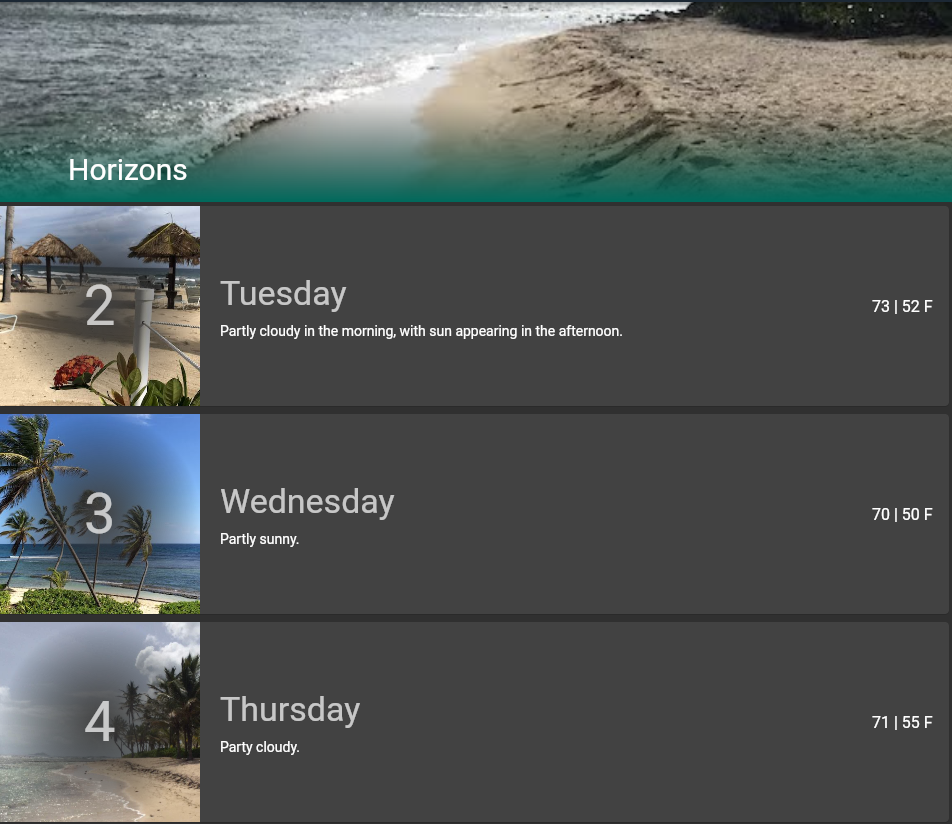 Horizons
2
Tuesday
Partly cloudy in the morning, with sun appearing in the afternoon.
73 | 52 F
3
Wednesday
Partly sunny.
70 | 50 F
4
Thursday
Party cloudy.
71 | 55 F